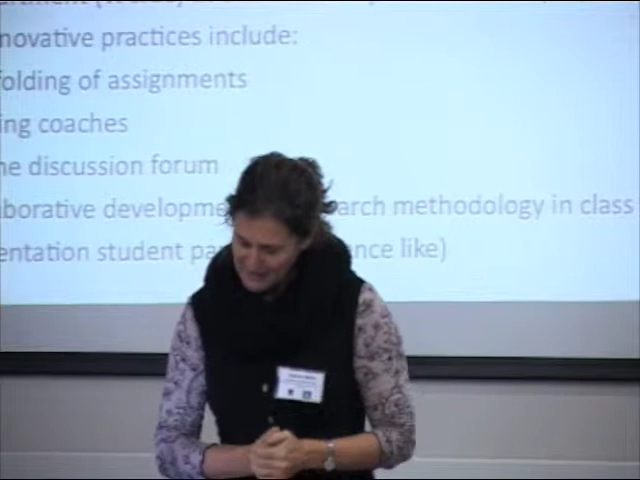 novative practices include:
folding of assignments
ing coaches
ne discussion forum
borative developme arch methodology in class
entation student pa ance like)